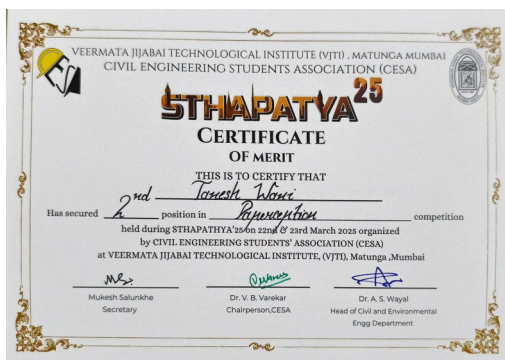 VEERMATA JIJABAI TECHNOLOGICAL INSTITUTE (VJTI) , MATUNGA MUMBAI
CIVIL ENGINEERING STUDENTS ASSOCIATION (CESA)
STHAPATYA 25
CERTIFICATE
OF MERIT
THIS IS TO CERTIFY THAT
Tanesh Wani
Has secured 2nd position in Paperception competition
held during STHAPATHYA'25 on 22nd & 23rd March 2025 organized
by CIVIL ENGINEERING STUDENTS' ASSOCIATION (CESA)
at VEERMATA JIJABAI TECHNOLOGICAL INSTITUTE, (VJTI), Matunga ,Mumbai
Mukesh Salunkhe
Secretary
Dr. V. B. Varekar
Chairperson,CESA
Dr. A. S. Wayal
Head of Civil and Environmental
Engg Department